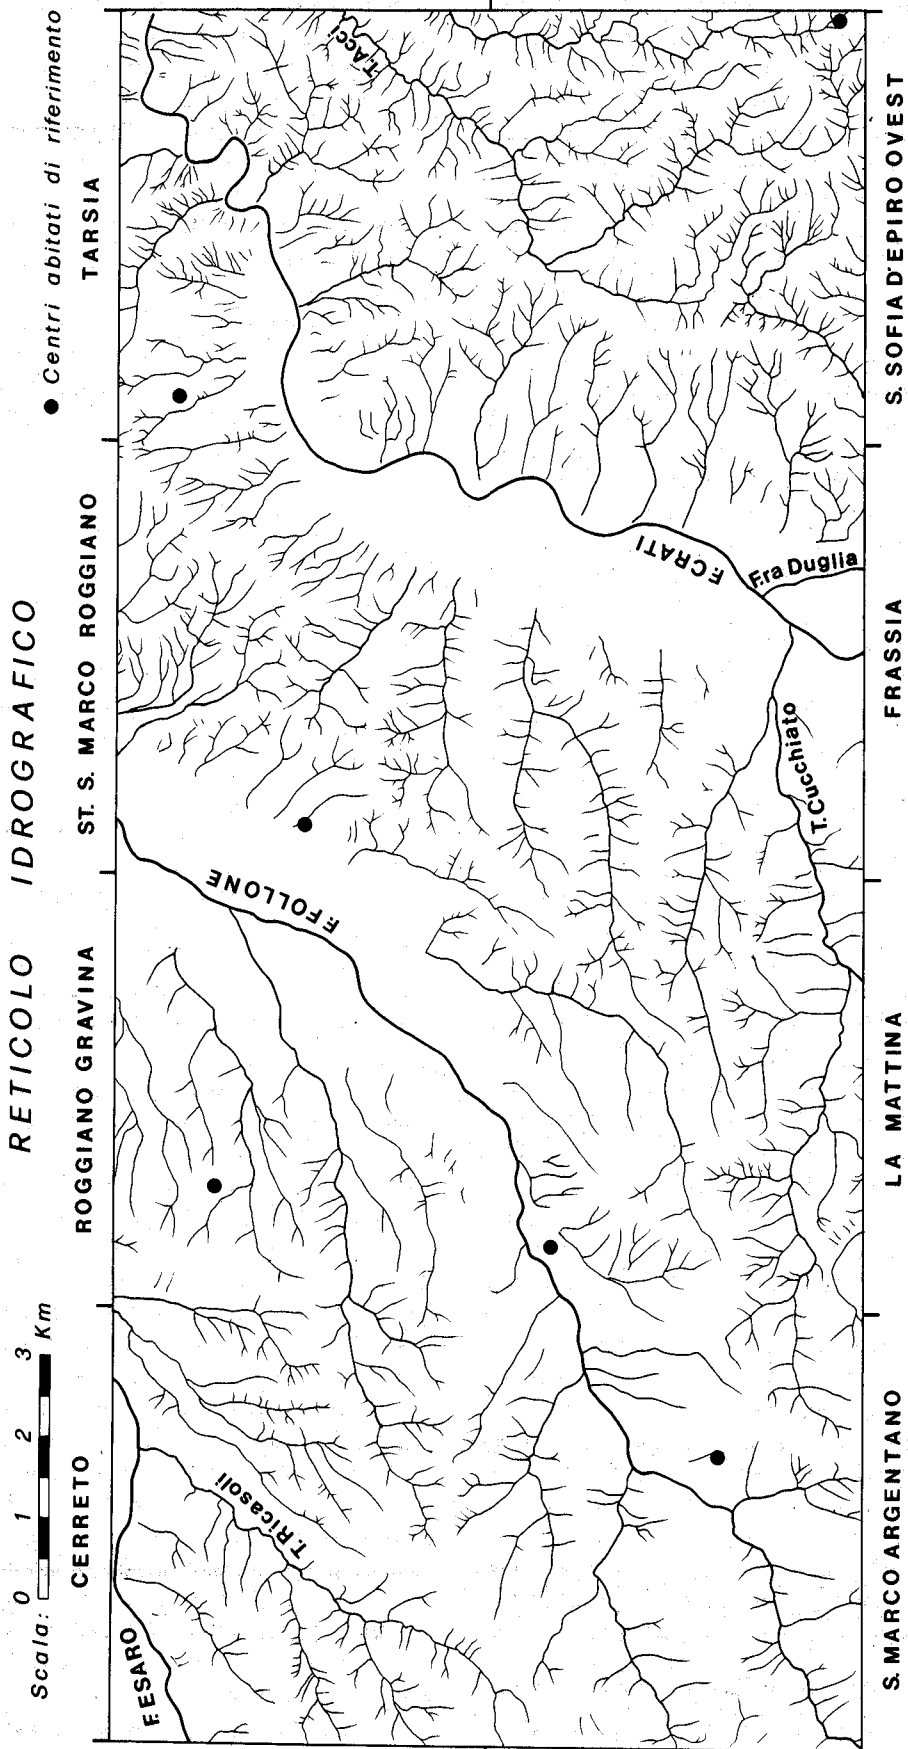 RETICOLO IDROGRAFICO
Scala: 0 1 2 3 Km
● Centri abitati di riferimento
CERRETO
ROGGIANO GRAVINA
ST. S. MARCO ROGGIANO
TARSIA
F. ESARO
T. Ricasoli
F. FOLLONE
F. CRATI
F.ra Duglia
T. Cucchiato
T. Acci
S. MARCO ARGENTANO
LA MATTINA
FRASSIA
S. SOFIA D'EPIRO OVEST